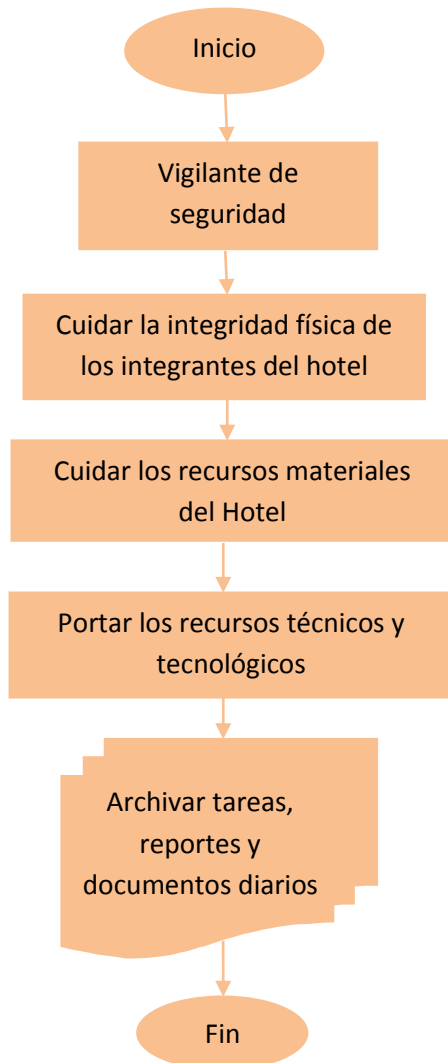 Inicio
Vigilante de
seguridad
Cuidar la integridad física de
los integrantes del hotel
Cuidar los recursos materiales
del Hotel
Portar los recursos técnicos y
tecnológicos
Archivar tareas,
reportes y
documentos diarios
Fin